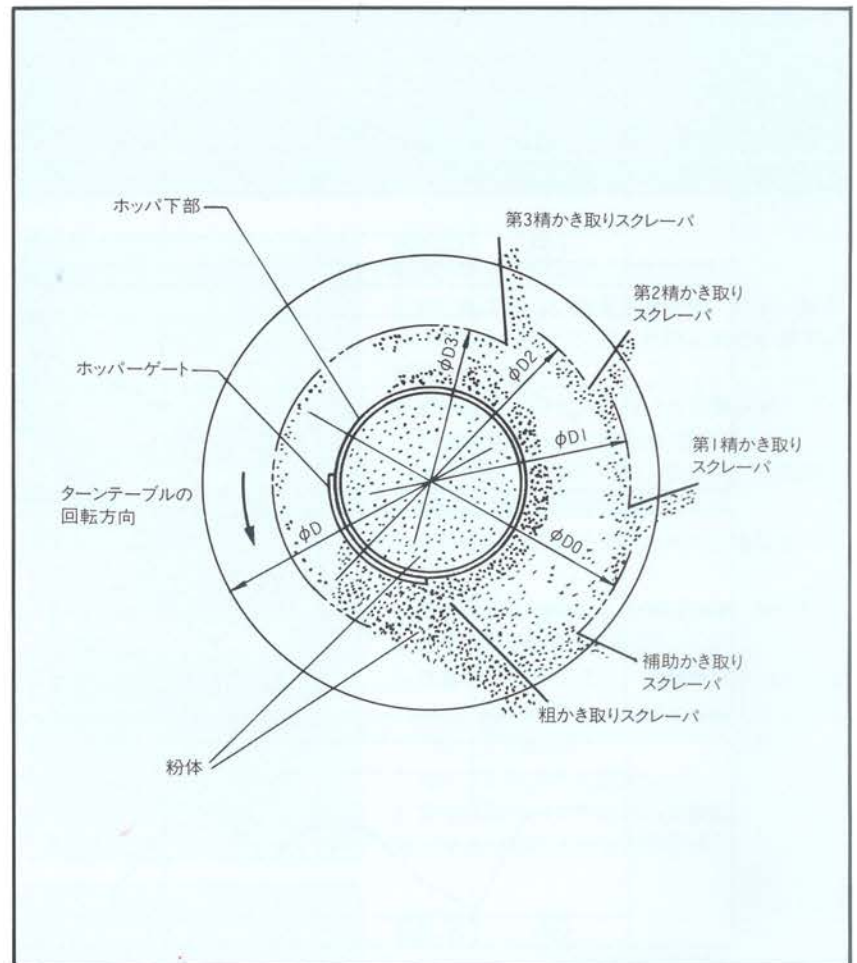 ホッパ下部
第3精かき取りスクレーパ
第2精かき取り
スクレーパ
ホッパーゲート
φD3
φD2
φD1
第1精かき取り
スクレーパ
ターンテーブルの
回転方向
φD
φD0
補助かき取り
スクレーパ
粗かき取りスクレーパ
粉体